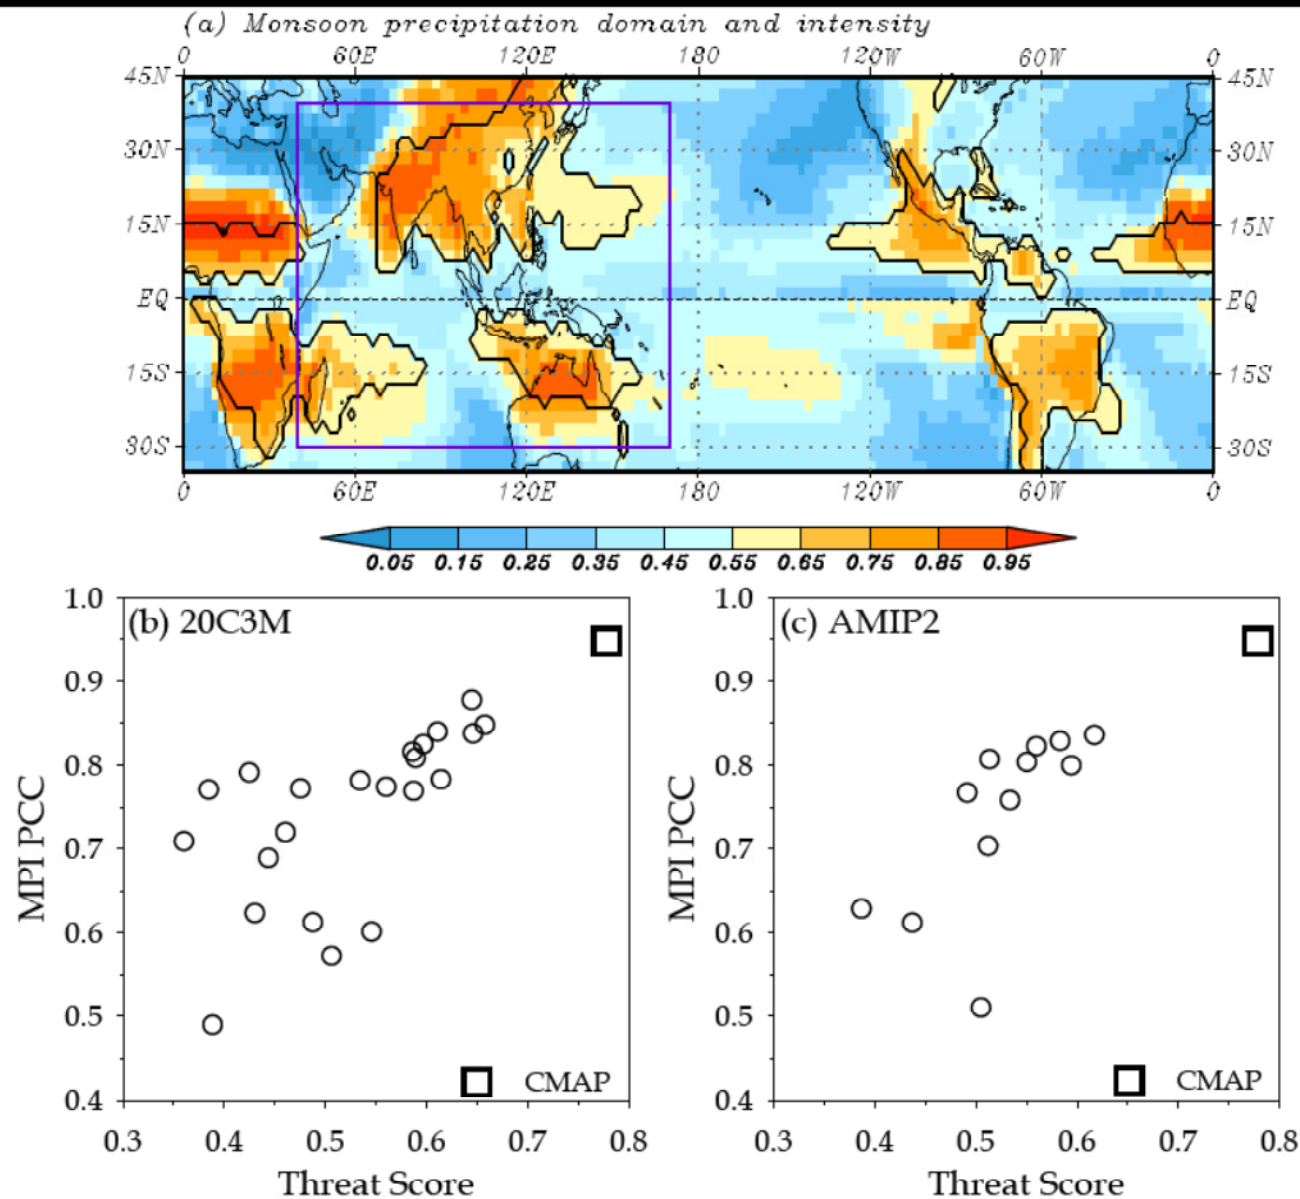 (a) Monsoon precipitation domain and intensity
0 60E 120E 180 120W 60W 0
45N 45N
30N 30N
15N 15N
EQ EQ
15S 15S
30S 30S
0 60E 120E 180 120W 60W 0
0.05 0.15 0.25 0.35 0.45 0.55 0.65 0.75 0.85 0.95
(b) 20C3M
1.0
0.9
0.8
0.7
0.6
0.5
0.4
MPI PCC
CMAP
0.3 0.4 0.5 0.6 0.7 0.8
Threat Score
(c) AMIP2
1.0
0.9
0.8
0.7
0.6
0.5
0.4
MPI PCC
CMAP
0.3 0.4 0.5 0.6 0.7 0.8
Threat Score